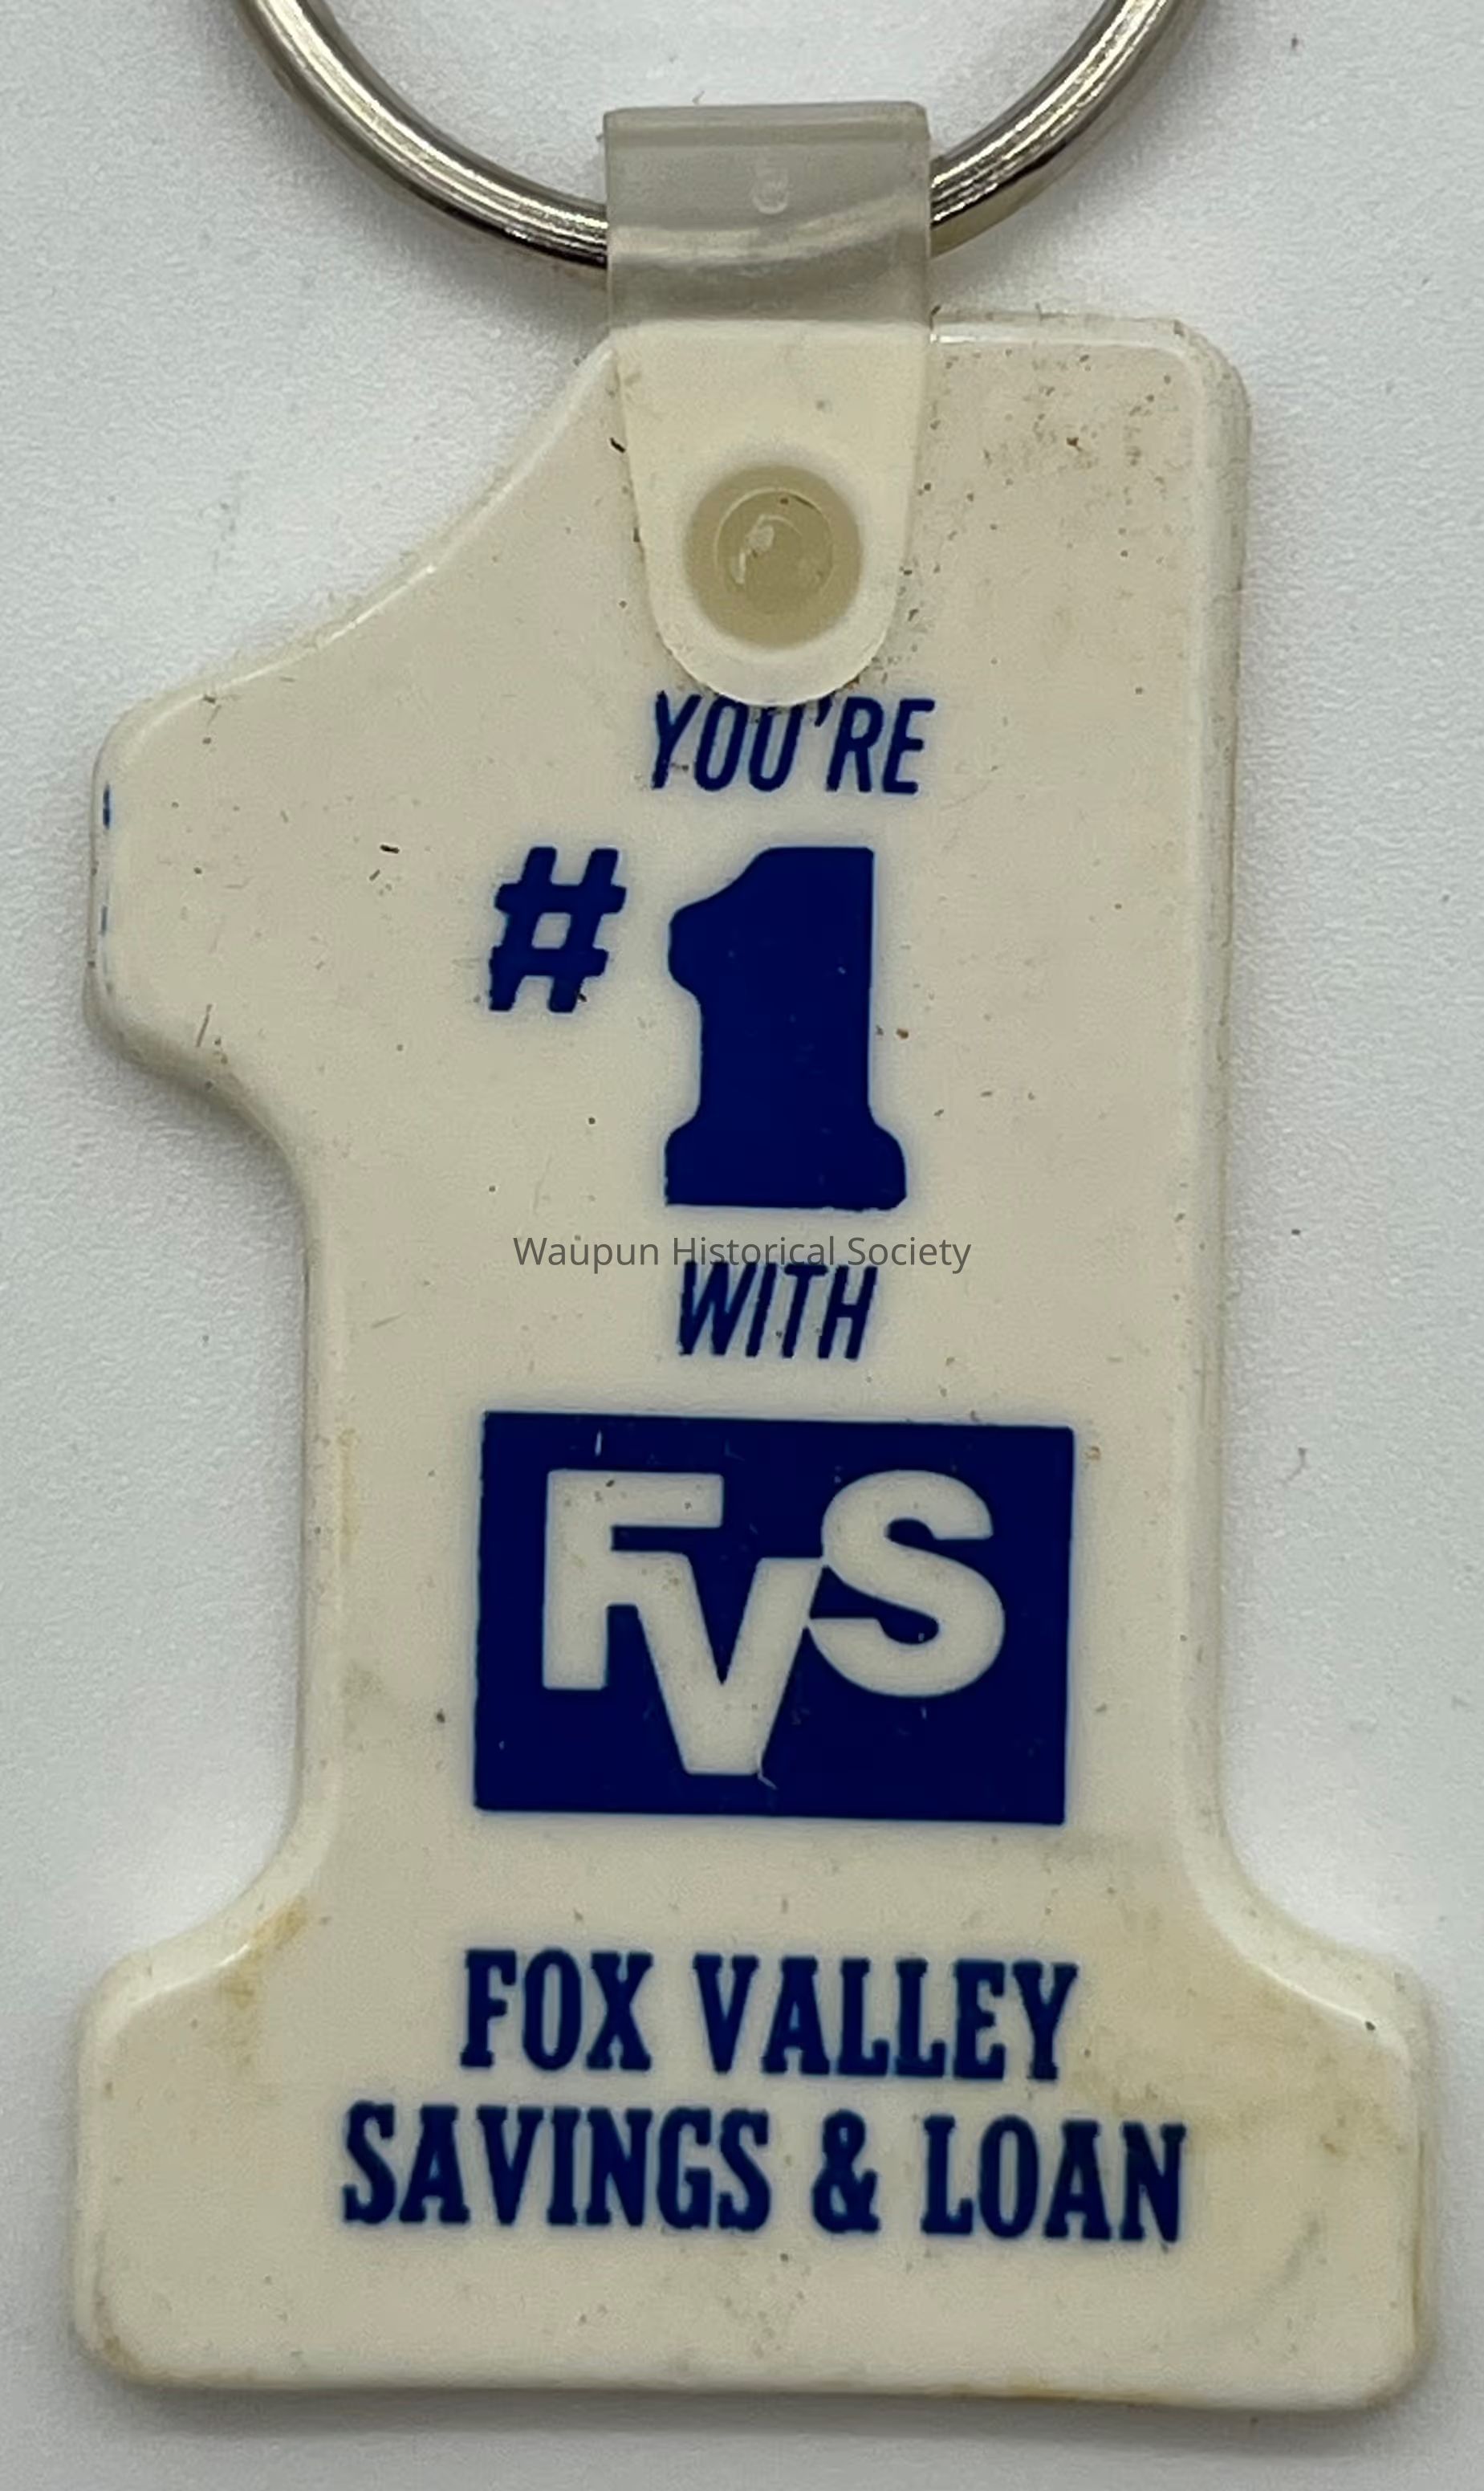 YOU'RE
#1
Waupun Historical Society
WITH
FVS
FOX VALLEY
SAVINGS & LOAN